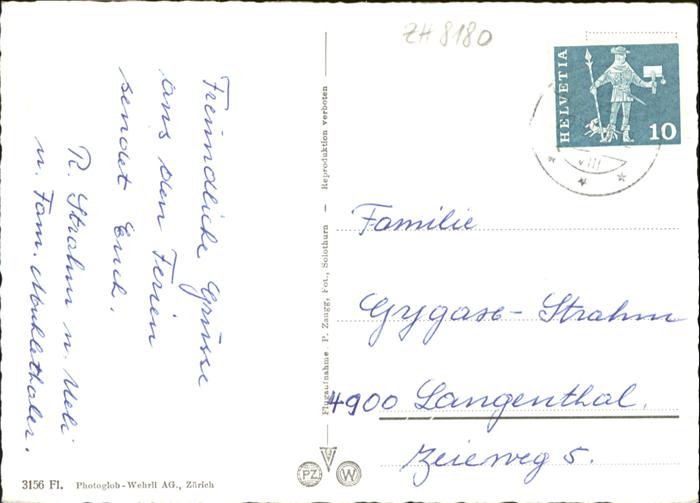 ZH 8180
HELVETIA
10
VIII
Freundliche Grüsse
aus den Ferien
sendet Euch.
R. Strahm u. Ueli
u. Fam.
Flugaufnahme P. Zaugg, Fot., Solothurn – Reproduktion verboten
Familie
Gygax-Strahm
4900 Langenthal.
5.
3156 Fl. Photoglob-Wehrli AG., Zürich
PZ
W